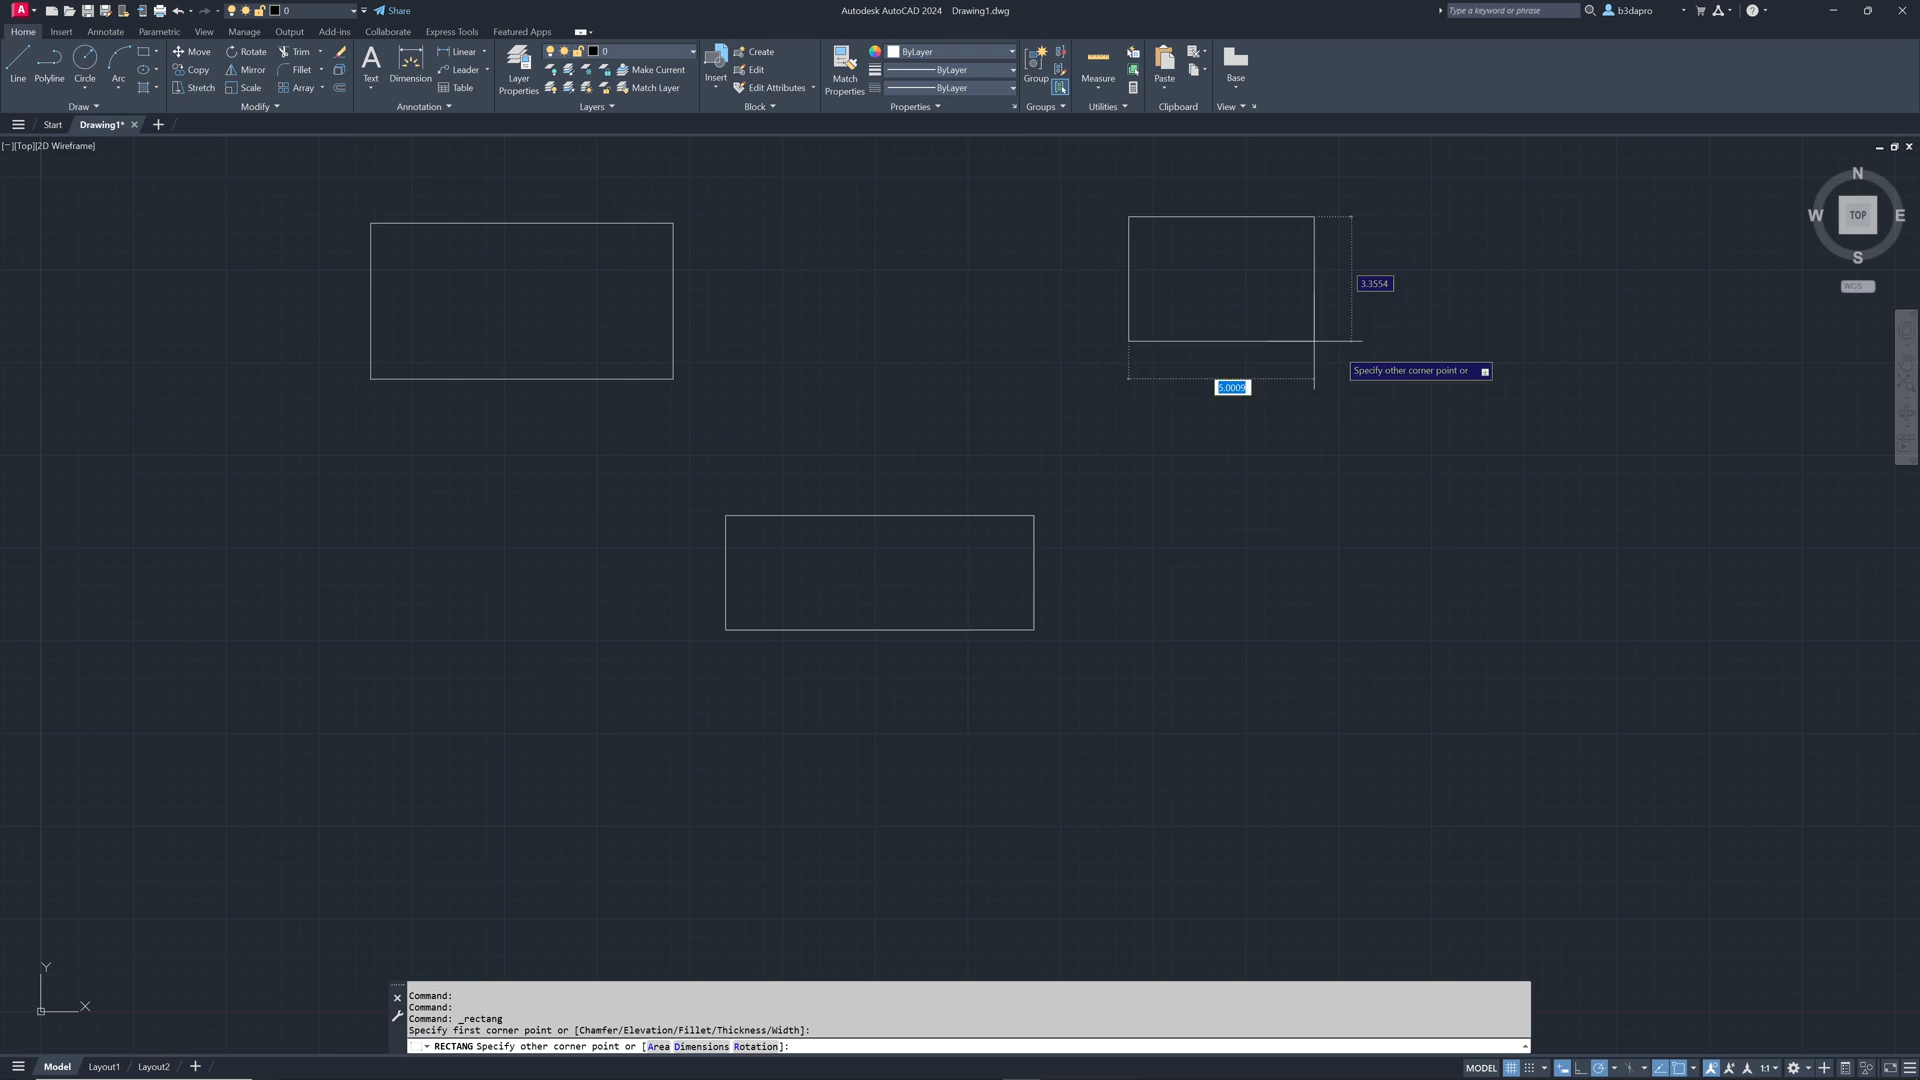 A 0 Share Autodesk AutoCAD 2024 Drawing1.dwg Type a keyword or phrase b3dapro
Home Insert Annotate Parametric View Manage Output Add-ins Collaborate Express Tools Featured Apps
Line Polyline Circle Arc
Move Rotate Trim
Copy Mirror Fillet
Stretch Scale Array
Text Dimension
Linear
Leader
Table
Layer Properties
0
Make Current
Match Layer
Insert
Create
Edit
Edit Attributes
Match Properties
ByLayer
ByLayer
ByLayer
Group
Measure
Paste
Base
Draw Modify Annotation Layers Block Properties Groups Utilities Clipboard View
Start Drawing1*
[−][Top][2D Wireframe]
N
W TOP E
S
WCS
3.3554
Specify other corner point or
5.0009
Y
X
Command:
Command:
Command: _rectang
Specify first corner point or [Chamfer/Elevation/Fillet/Thickness/Width]:
RECTANG Specify other corner point or [Area Dimensions Rotation]:
Model Layout1 Layout2 MODEL 1:1